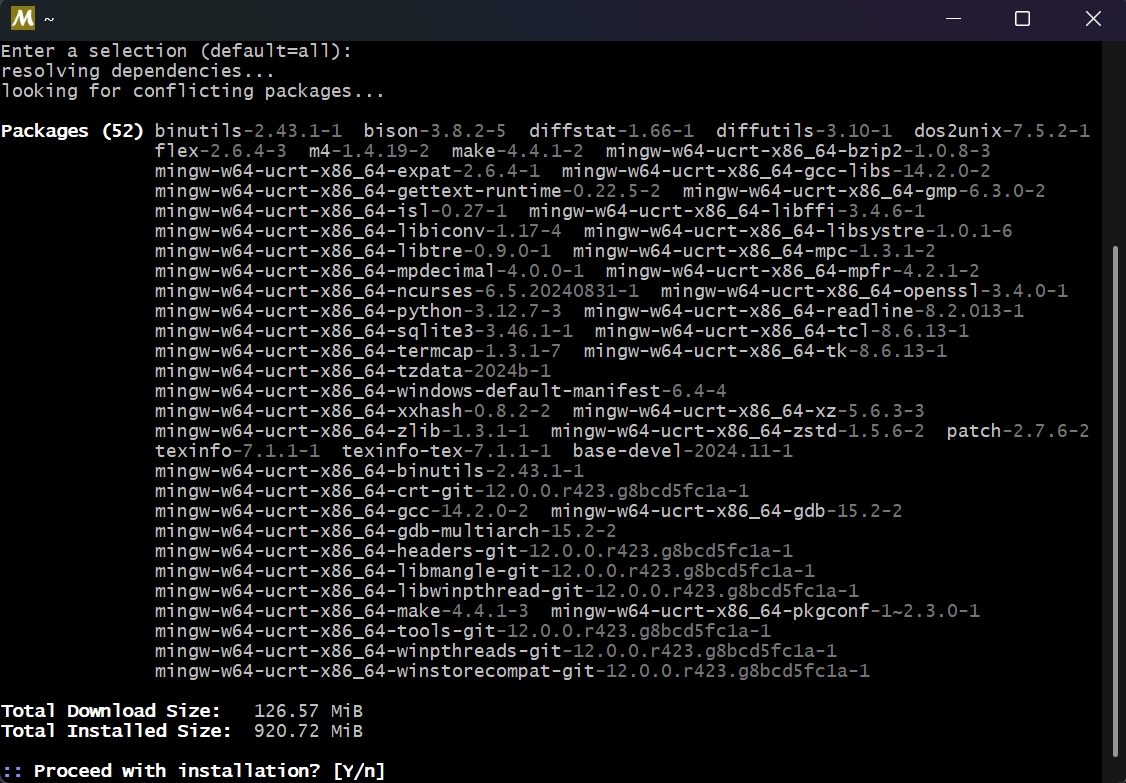 M ~
Enter a selection (default=all):
resolving dependencies...
looking for conflicting packages...
Packages (52) binutils-2.43.1-1  bison-3.8.2-5  diffstat-1.66-1  diffutils-3.10-1  dos2unix-7.5.2-1
flex-2.6.4-3  m4-1.4.19-2  make-4.4.1-2  mingw-w64-ucrt-x86_64-bzip2-1.0.8-3
mingw-w64-ucrt-x86_64-expat-2.6.4-1  mingw-w64-ucrt-x86_64-gcc-libs-14.2.0-2
mingw-w64-ucrt-x86_64-gettext-runtime-0.22.5-2  mingw-w64-ucrt-x86_64-gmp-6.3.0-2
mingw-w64-ucrt-x86_64-isl-0.27-1  mingw-w64-ucrt-x86_64-libffi-3.4.6-1
mingw-w64-ucrt-x86_64-libiconv-1.17-4  mingw-w64-ucrt-x86_64-libsystre-1.0.1-6
mingw-w64-ucrt-x86_64-libtre-0.9.0-1  mingw-w64-ucrt-x86_64-mpc-1.3.1-2
mingw-w64-ucrt-x86_64-mpdecimal-4.0.0-1  mingw-w64-ucrt-x86_64-mpfr-4.2.1-2
mingw-w64-ucrt-x86_64-ncurses-6.5.20240831-1  mingw-w64-ucrt-x86_64-openssl-3.4.0-1
mingw-w64-ucrt-x86_64-python-3.12.7-3  mingw-w64-ucrt-x86_64-readline-8.2.013-1
mingw-w64-ucrt-x86_64-sqlite3-3.46.1-1  mingw-w64-ucrt-x86_64-tcl-8.6.13-1
mingw-w64-ucrt-x86_64-termcap-1.3.1-7  mingw-w64-ucrt-x86_64-tk-8.6.13-1
mingw-w64-ucrt-x86_64-tzdata-2024b-1
mingw-w64-ucrt-x86_64-windows-default-manifest-6.4-4
mingw-w64-ucrt-x86_64-xxhash-0.8.2-2  mingw-w64-ucrt-x86_64-xz-5.6.3-3
mingw-w64-ucrt-x86_64-zlib-1.3.1-1  mingw-w64-ucrt-x86_64-zstd-1.5.6-2  patch-2.7.6-2
texinfo-7.1.1-1  texinfo-tex-7.1.1-1  base-devel-2024.11-1
mingw-w64-ucrt-x86_64-binutils-2.43.1-1
mingw-w64-ucrt-x86_64-crt-git-12.0.0.r423.g8bcd5fc1a-1
mingw-w64-ucrt-x86_64-gcc-14.2.0-2  mingw-w64-ucrt-x86_64-gdb-15.2-2
mingw-w64-ucrt-x86_64-gdb-multiarch-15.2-2
mingw-w64-ucrt-x86_64-headers-git-12.0.0.r423.g8bcd5fc1a-1
mingw-w64-ucrt-x86_64-libmangle-git-12.0.0.r423.g8bcd5fc1a-1
mingw-w64-ucrt-x86_64-libwinpthread-git-12.0.0.r423.g8bcd5fc1a-1
mingw-w64-ucrt-x86_64-make-4.4.1-3  mingw-w64-ucrt-x86_64-pkgconf-1~2.3.0-1
mingw-w64-ucrt-x86_64-tools-git-12.0.0.r423.g8bcd5fc1a-1
mingw-w64-ucrt-x86_64-winpthreads-git-12.0.0.r423.g8bcd5fc1a-1
mingw-w64-ucrt-x86_64-winstorecompat-git-12.0.0.r423.g8bcd5fc1a-1
Total Download Size:   126.57 MiB
Total Installed Size:  920.72 MiB
:: Proceed with installation? [Y/n]